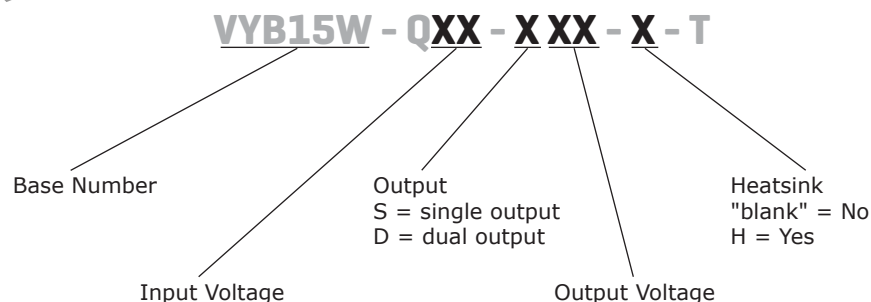 VYB15W - QXX - X XX - X - T
Base Number
Output
S = single output
D = dual output
Heatsink
"blank" = No
H = Yes
Input Voltage
Output Voltage